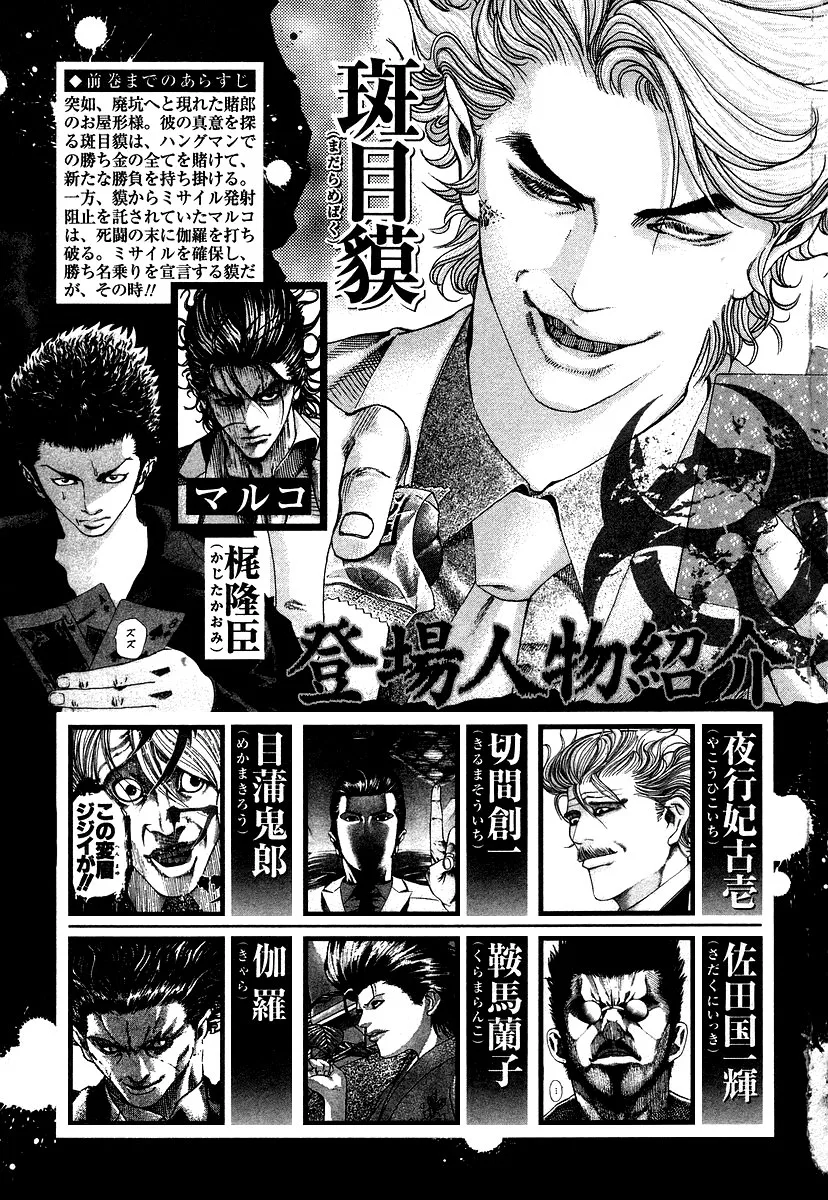 ◆前巻までのあらすじ
突如、廃坑へと現れた賭郎
のお屋形様。彼の真意を探
る斑目貘は、ハングマンで
の勝ち金の全てを賭けて、
新たな勝負を持ち掛ける。
一方、貘からミサイル発射
阻止を託されていたマルコ
は、死闘の末に伽羅を打ち
破る。ミサイルを確保し、
勝ち名乗りを宣言する貘だ
が、その時!!
斑目貘
(まだらめばく)
マルコ
梶隆臣
(かじたかおみ)
ズズ
登場人物紹介
夜行妃古壱
(やこうひこいち)
切間創一
(きるまそういち)
目蒲鬼郎
(めかまきろう)
この変眉
ジジイが!!
佐田国一輝
(さだくにいっき)
鞍馬蘭子
(くらまらんこ)
伽羅
(きゃら)